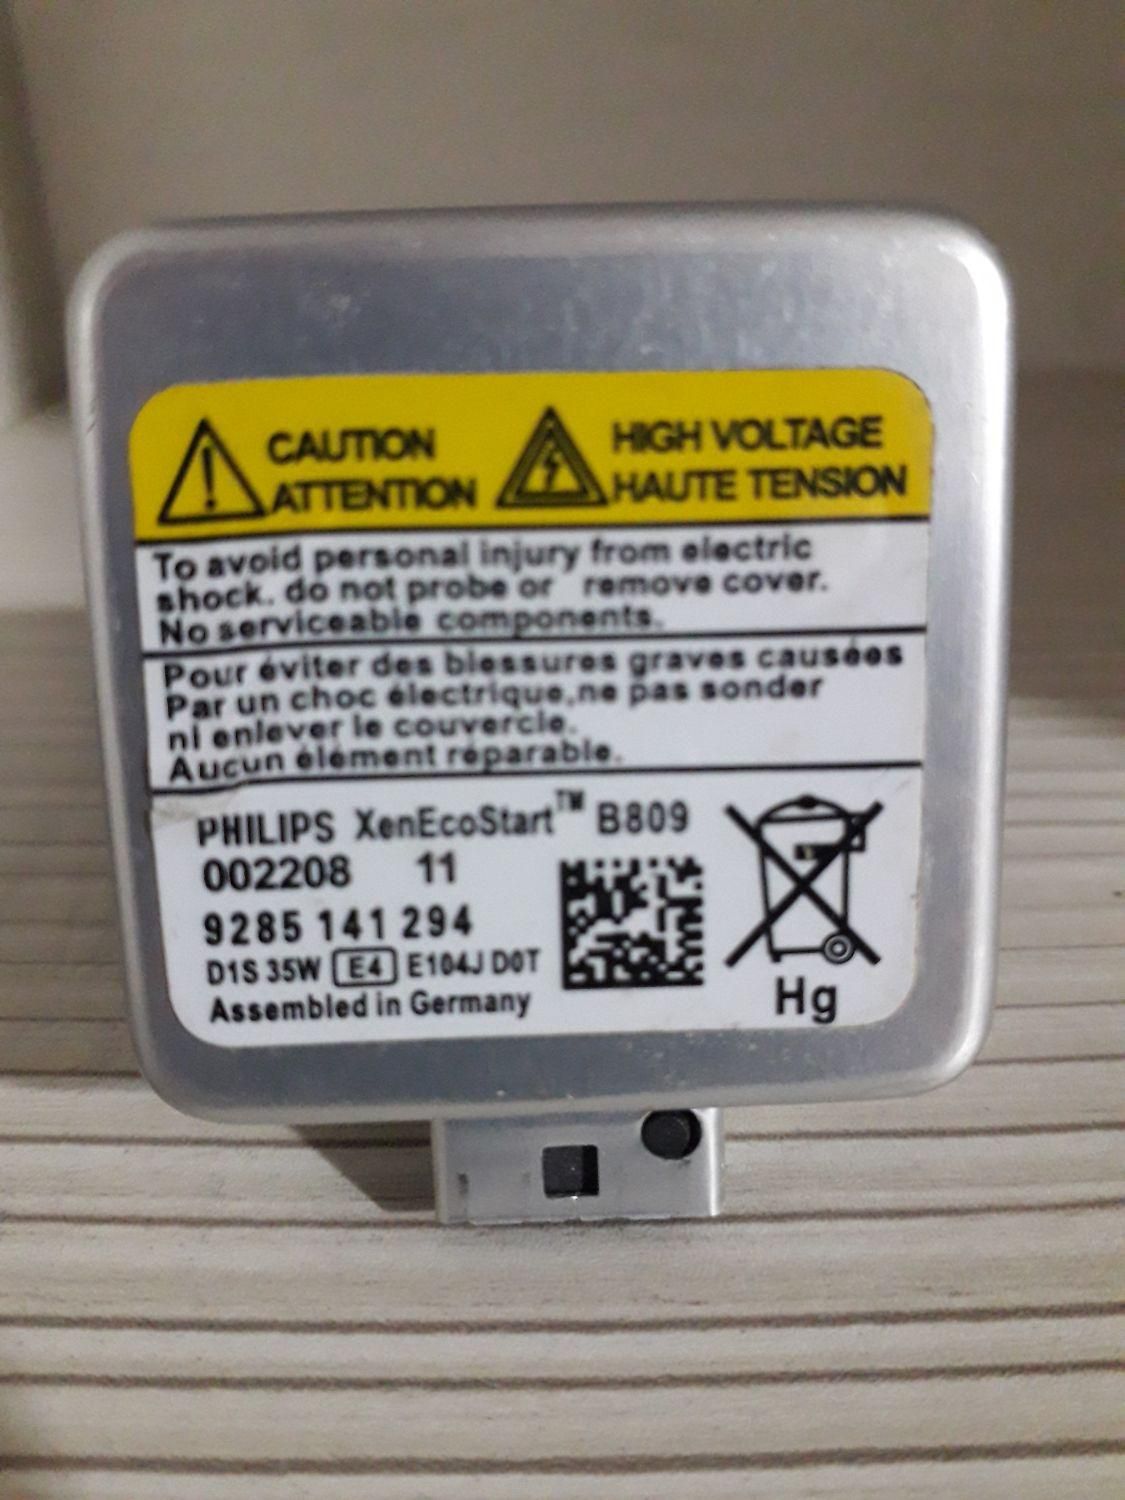 CAUTION
ATTENTION
HIGH VOLTAGE
HAUTE TENSION
To avoid personal injury from electric
shock. do not probe or remove cover.
No serviceable components.
Pour éviter des blessures graves causées
Par un choc électrique,ne pas sonder
ni enlever le couvercle.
Aucun élément réparable.
PHILIPS XenEcoStart™ B809
002208 11
9285 141 294
D1S 35W E4 E104J D0T
Assembled in Germany
Hg